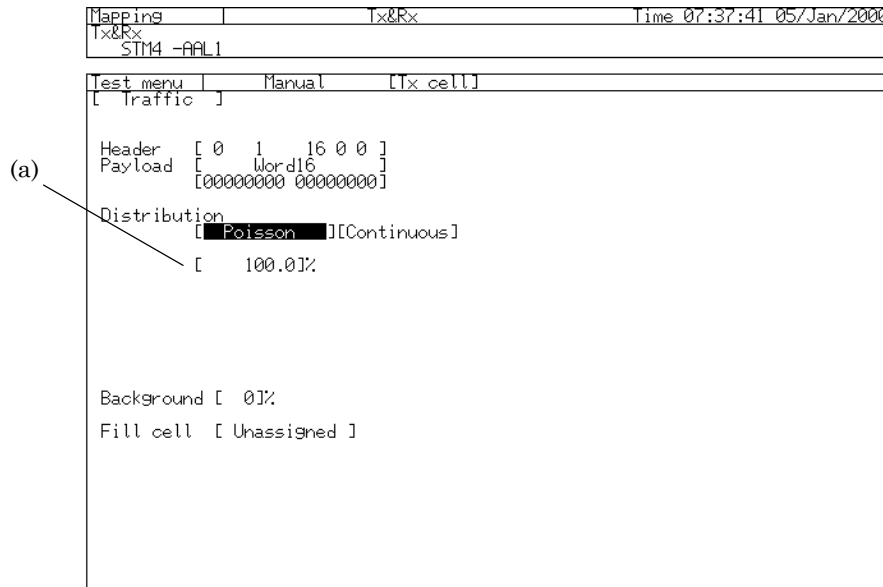 Mapping Tx&Rx Time 07:37:41 05/Jan/2000
Tx&Rx
STM4 -AAL1
Test menu Manual [Tx cell]
[ Traffic ]
Header [ 0 1 16 0 0 ]
Payload [ Word16 ]
[00000000 00000000]
(a)
Distribution
[ Poisson ][Continuous]
[ 100.0]%
Background [ 0]%
Fill cell [ Unassigned ]